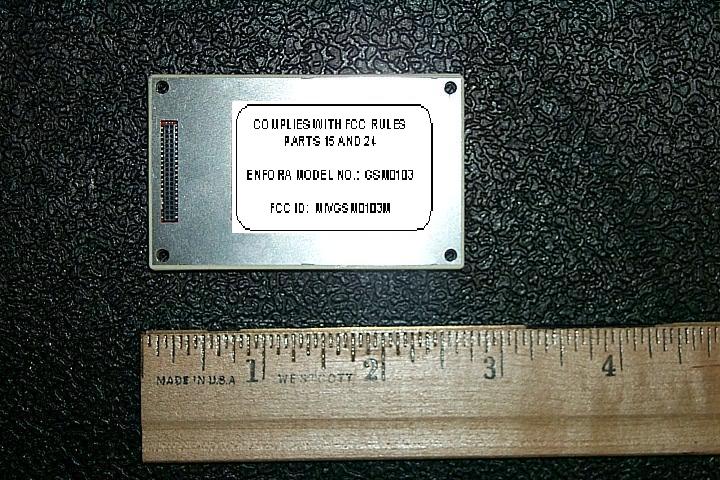 COMPLIES WITH FCC RULES
PARTS 15 AND 24
ENFORA MODEL NO.: GSM0103
FCC ID: MIVGSM0103M
1 2 3 4
MADE IN U.S.A. WESTCOTT